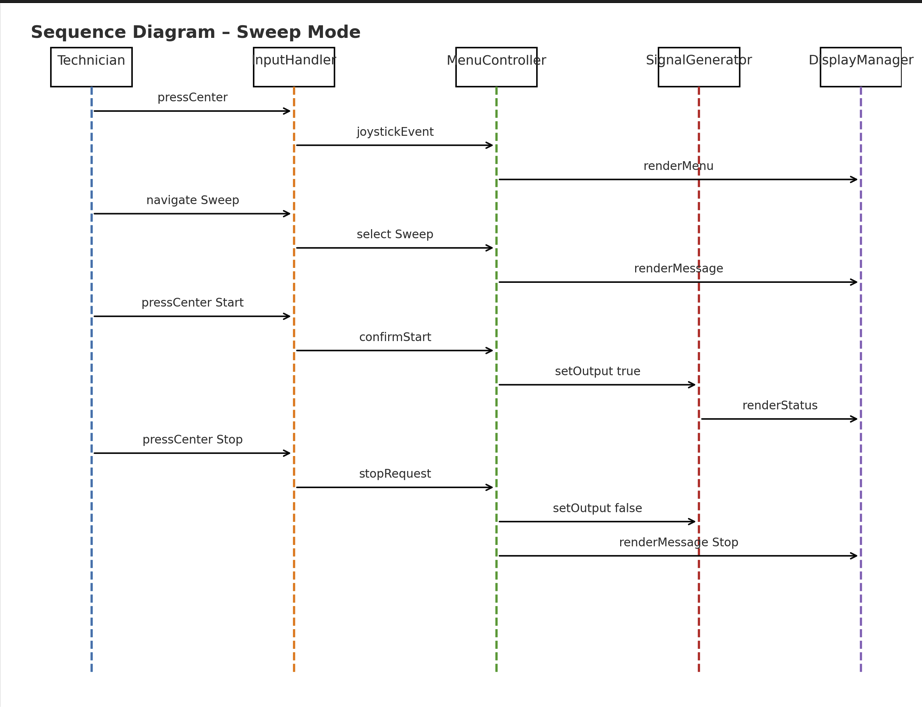 Sequence Diagram – Sweep Mode
Technician
InputHandler
MenuController
SignalGenerator
DisplayManager
pressCenter
joystickEvent
renderMenu
navigate Sweep
select Sweep
renderMessage
pressCenter Start
confirmStart
setOutput true
renderStatus
pressCenter Stop
stopRequest
setOutput false
renderMessage Stop